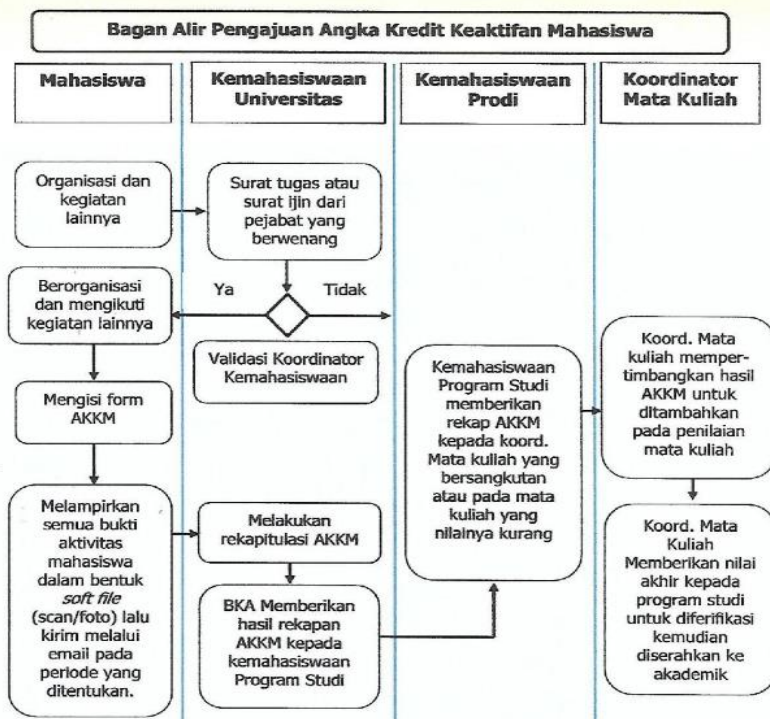 Bagan Alir Pengajuan Angka Kredit Keaktifan Mahasiswa
Mahasiswa
Kemahasiswaan
Universitas
Kemahasiswaan
Prodi
Koordinator
Mata Kuliah
Organisasi dan
kegiatan
lainnya
Surat tugas atau
surat ijin dari
pejabat yang
berwenang
Berorganisasi
dan mengikuti
kegiatan lainnya
Ya
Tidak
Validasi Koordinator
Kemahasiswaan
Mengisi form
AKKM
Melampirkan
semua bukti
aktivitas
mahasiswa
dalam bentuk
soft file
(scan/foto) lalu
kirim melalui
email pada
periode yang
ditentukan.
Melakukan
rekapitulasi AKKM
BKA Memberikan
hasil rekapan
AKKM kepada
kemahasiswaan
Program Studi
Kemahasiswaan
Program Studi
memberikan
rekap AKKM
kepada koord.
Mata kuliah yang
bersangkutan
atau pada mata
kuliah yang
nilainya kurang
Koord. Mata
kuliah memper-
timbangkan hasil
AKKM untuk
ditambahkan
pada penilaian
mata kuliah
Koord. Mata
Kuliah
Memberikan nilai
akhir kepada
program studi
untuk diferifikasi
kemudian
diserahkan ke
akademik